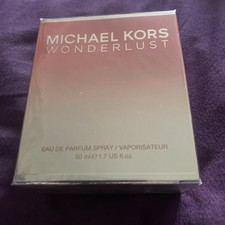 MICHAEL KORS
WONDERLUST
EAU DE PARFUM SPRAY / VAPORISATEUR
50 ml e 1.7 US fl.oz.